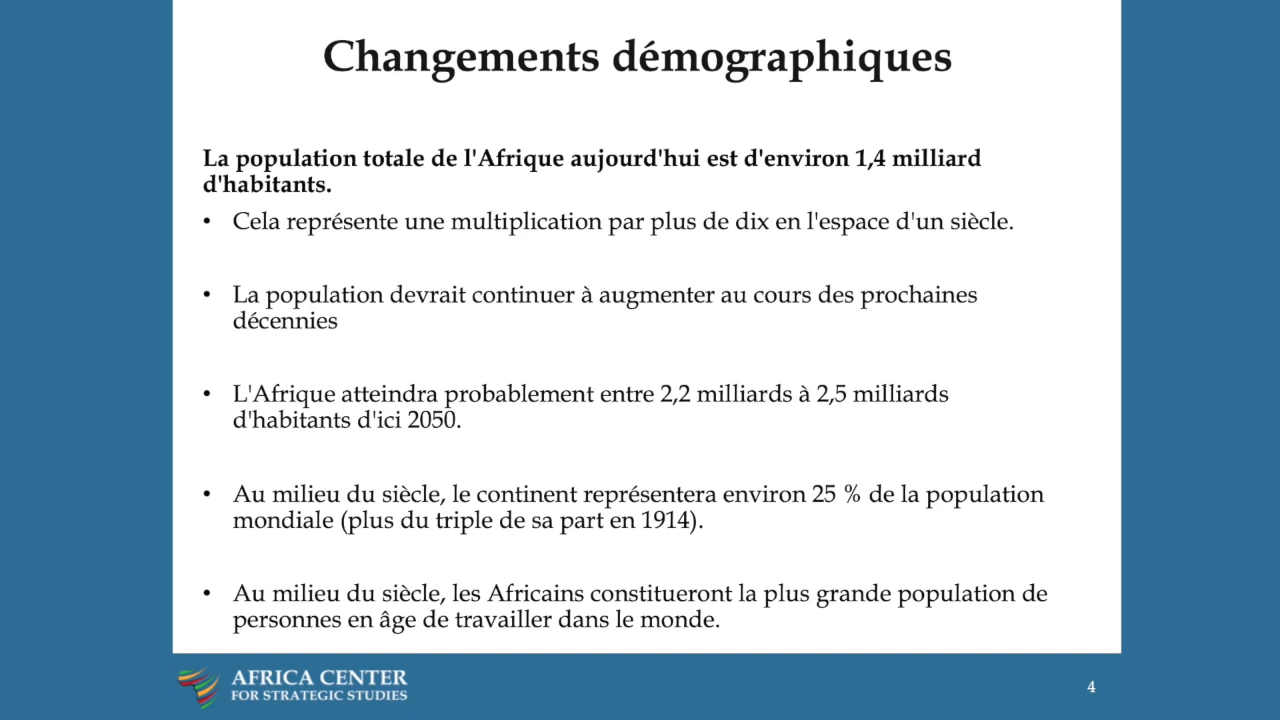 Changements démographiques
La population totale de l'Afrique aujourd'hui est d'environ 1,4 milliard
d'habitants.
• Cela représente une multiplication par plus de dix en l'espace d'un siècle.
• La population devrait continuer à augmenter au cours des prochaines
décennies
• L'Afrique atteindra probablement entre 2,2 milliards à 2,5 milliards
d'habitants d'ici 2050.
• Au milieu du siècle, le continent représentera environ 25 % de la population
mondiale (plus du triple de sa part en 1914).
• Au milieu du siècle, les Africains constitueront la plus grande population de
personnes en âge de travailler dans le monde.
AFRICA CENTER
FOR STRATEGIC STUDIES
4